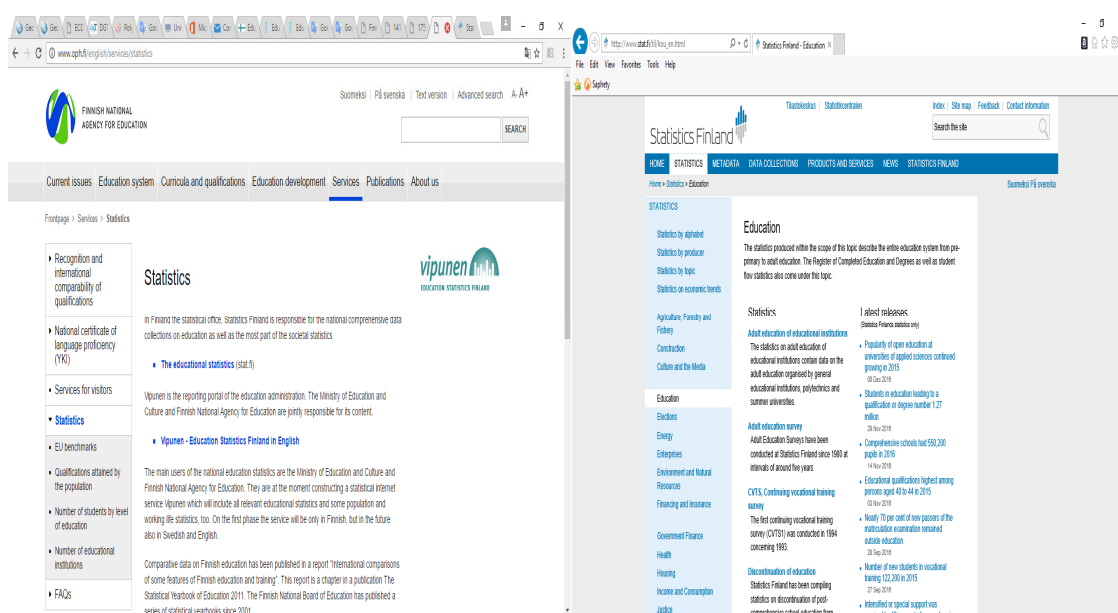 Geo
Geo
ECC
DGT
Poly
Goo
Uni
Mic
Cor
Edu
Edu
Edu
Goo
Goo
Fin
141
175
Stat
www.oph.fi/english/services/statistics
FINNISH NATIONAL
AGENCY FOR EDUCATION
Suomeksi | På svenska | Text version | Advanced search A- A+
SEARCH
Current issues Education system Curricula and qualifications Education development Services Publications About us
Frontpage > Services > Statistics
Recognition and
international
comparability of
qualifications
National certificate of
language proficiency
(YKI)
Services for visitors
Statistics
EU benchmarks
Qualifications attained by
the population
Number of students by level
of education
Number of educational
institutions
FAQs
Statistics
vipunen
EDUCATION STATISTICS FINLAND
In Finland the statistical office, Statistics Finland is responsible for the national comprehensive data
collections on education as well as the most part of the societal statistics.
The educational statistics (stat.fi)
Vipunen is the reporting portal of the education administration. The Ministry of Education and
Culture and Finnish National Agency for Education are jointly responsible for its content.
Vipunen - Education Statistics Finland in English
The main users of the national education statistics are the Ministry of Education and Culture and
Finnish National Agency for Education. They are at the moment constructing a statistical internet
service Vipunen which will include all relevant educational statistics and some population and
working life statistics, too. On the first phase the service will be only in Finnish, but in the future
also in Swedish and English.
Comparative data on Finnish education has been published in a report "International comparisons
of some features of Finnish education and training". This report is a chapter in a publication The
Statistical Yearbook of Education 2011. The Finnish National Board of Education has published a
series of statistical yearbooks since 2001.
http://www.stat.fi/til/kou_en.html
Statistics Finland - Education
File Edit View Favorites Tools Help
Saphety
Tilastokeskus | Statistikcentralen
Index | Site map | Feedback | Contact information
Statistics Finland
Search the site
HOME STATISTICS METADATA DATA COLLECTIONS PRODUCTS AND SERVICES NEWS STATISTICS FINLAND
Home > Statistics > Education
Suomeksi På svenska
STATISTICS
Statistics by alphabet
Statistics by producer
Statistics by topic
Statistics on economic trends
Agriculture, Forestry and
Fishery
Construction
Culture and the Media
Education
Elections
Energy
Enterprises
Environment and Natural
Resources
Financing and Insurance
Government Finance
Health
Housing
Income and Consumption
Justice
Education
The statistics produced within the scope of this topic describe the entire education system from pre-
primary to adult education. The Register of Completed Education and Degrees as well as student
flow statistics also come under this topic.
Statistics
Adult education of educational institutions
The statistics on adult education of
educational institutions contain data on the
adult education organised by general
educational institutions, polytechnics and
summer universities.
Adult education survey
Adult Education Surveys have been
conducted at Statistics Finland since 1980 at
intervals of around five years.
CVTS, Continuing vocational training
survey
The first continuing vocational training
survey (CVTS1) was conducted in 1994
concerning 1993.
Discontinuation of education
Statistics Finland has been compiling
statistics on discontinuation of post-
comprehensive school education from
Latest releases
(Statistics Finlands statistics only)
Popularity of open education at
universities of applied sciences continued
growing in 2015
08 Dec 2016
Students in education leading to a
qualification or degree number 1.27
million
29 Nov 2016
Comprehensive schools had 550,200
pupils in 2016
14 Nov 2016
Educational qualifications highest among
persons aged 40 to 44 in 2015
03 Nov 2016
Nearly 70 per cent of new passers of the
matriculation examination remained
outside education
28 Sep 2016
Number of new students in vocational
training 122,200 in 2015
27 Sep 2016
Intensified or special support was